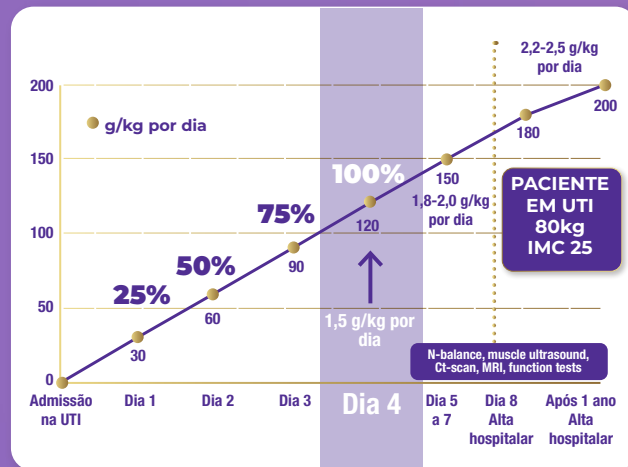 2,2-2,5 g/kg
por dia
200
g/kg por dia
200
180
150
100%
150
1,8-2,0 g/kg
por dia
PACIENTE
EM UTI
80kg
IMC 25
75%
120
100
90
50%
25%
60
1,5 g/kg por
dia
50
30
N-balance, muscle ultrasound,
Ct-scan, MRI, function tests
0
Admissão
na UTI
Dia 1
Dia 2
Dia 3
Dia 4
Dia 5
a 7
Dia 8
Alta
hospitalar
Após 1 ano
Alta
hospitalar